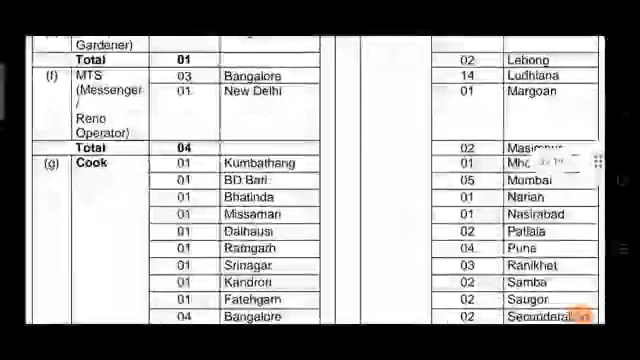 Gardener)
Total 01
02 Lebong
(f) MTS 03 Bangalore
14 Ludhiana
(Messenger 01 New Delhi
01 Margoan
/
Reno
Operator)
Total 04
02
(g) Cook 01 Kumbathang
01
01 BD Bari
05 Mumbai
01 Bhatinda
01 Narian
01 Missamari
01 Nasirabad
01 Dalhausi
02 Patiala
01 Ramgarh
04 Pune
01 Srinagar
03 Ranikhet
01 Kandrori
02 Samba
01 Fatehgarh
02 Saugor
04 Bangalore
02